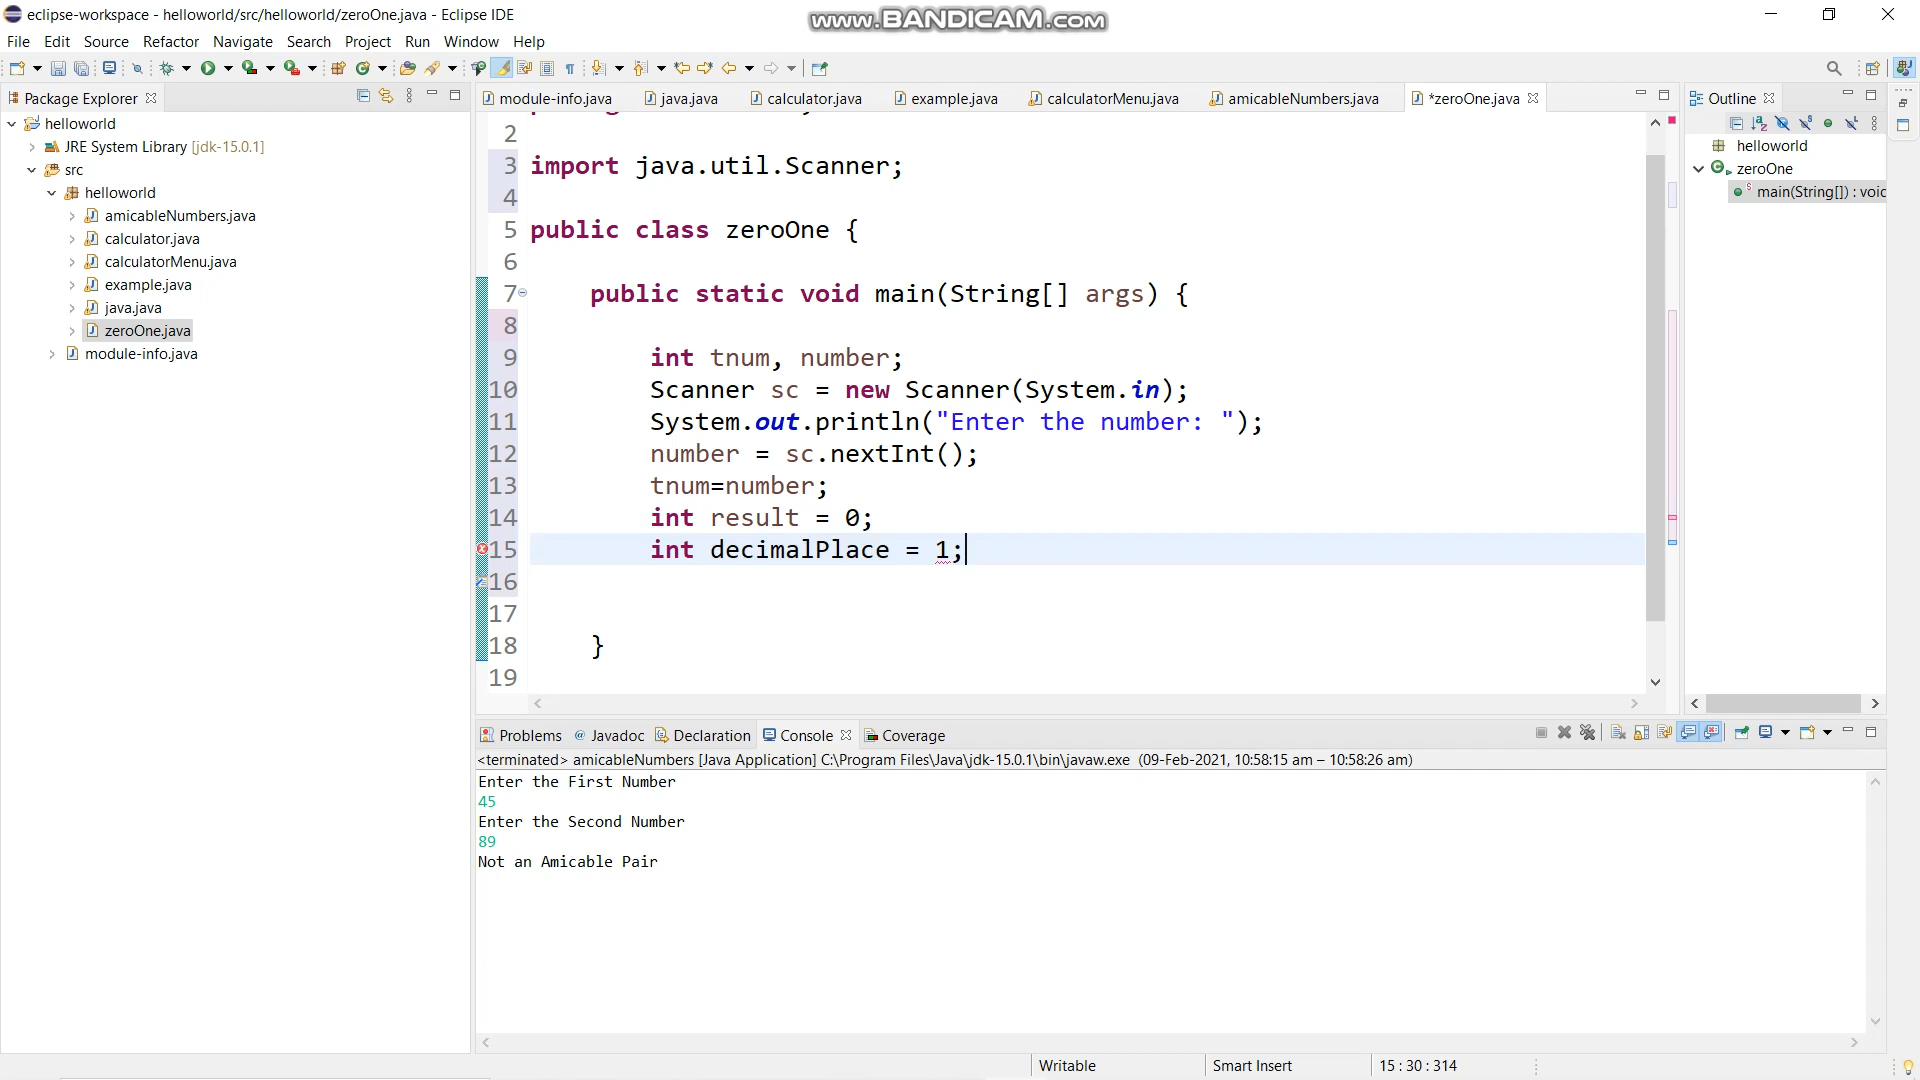 eclipse-workspace - helloworld/src/helloworld/zeroOne.java - Eclipse IDE
www.BANDICAM.com
File Edit Source Refactor Navigate Search Project Run Window Help
Package Explorer
module-info.java java.java calculator.java example.java calculatorMenu.java amicableNumbers.java *zeroOne.java
Outline
helloworld
JRE System Library [jdk-15.0.1]
src
helloworld
amicableNumbers.java
calculator.java
calculatorMenu.java
example.java
java.java
zeroOne.java
module-info.java
2
3 import java.util.Scanner;
4
5 public class zeroOne {
6
7 public static void main(String[] args) {
8
9 int tnum, number;
10 Scanner sc = new Scanner(System.in);
11 System.out.println("Enter the number: ");
12 number = sc.nextInt();
13 tnum=number;
14 int result = 0;
15 int decimalPlace = 1;
16
17
18 }
19
helloworld
zeroOne
main(String[]) : voic
Problems Javadoc Declaration Console Coverage
<terminated> amicableNumbers [Java Application] C:\Program Files\Java\jdk-15.0.1\bin\javaw.exe (09-Feb-2021, 10:58:15 am – 10:58:26 am)
Enter the First Number
45
Enter the Second Number
89
Not an Amicable Pair
Writable Smart Insert 15 : 30 : 314